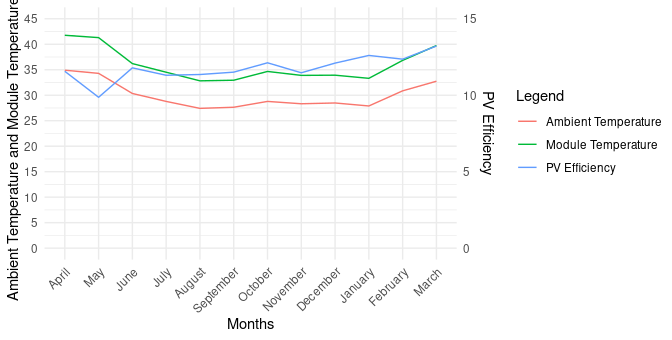 Ambient Temperature and Module Temperature
45
40
35
30
25
20
15
10
5
0
15
10
5
0
PV Efficiency
April
May
June
July
August
September
October
November
December
January
February
March
Months
Legend
Ambient Temperature
Module Temperature
PV Efficiency